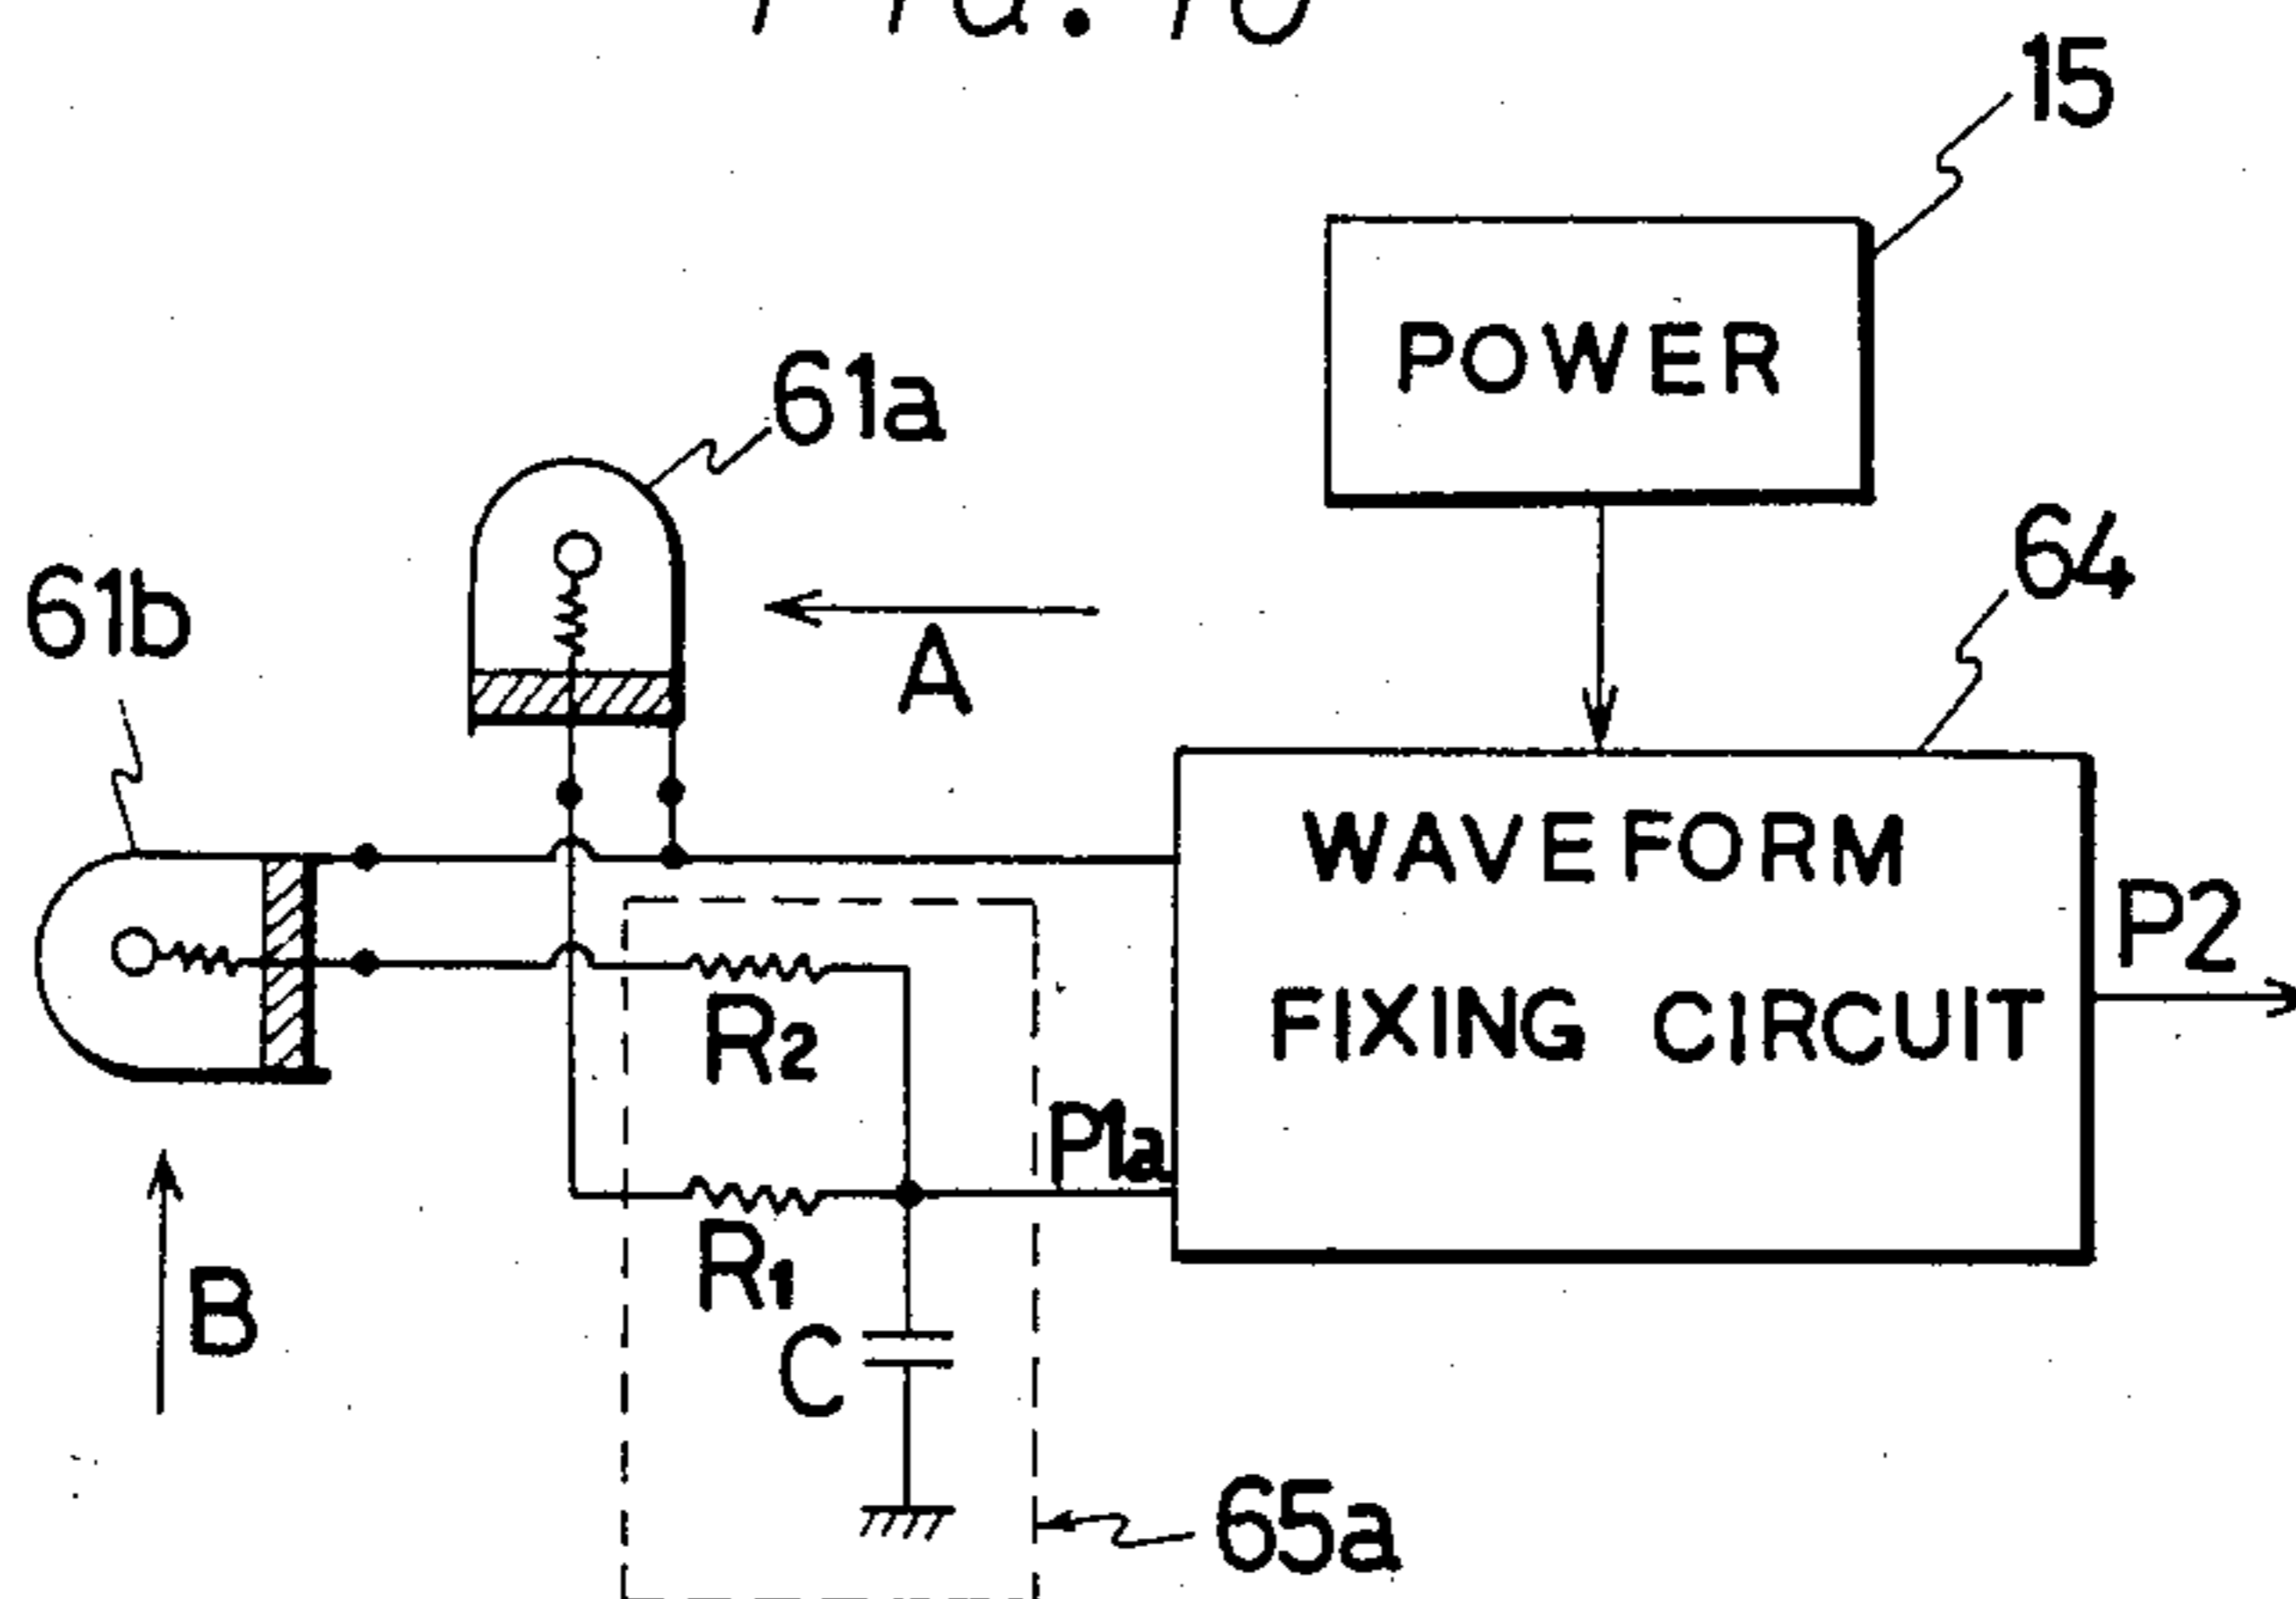 15
POWER
61a
64
61b
A
WAVEFORM
FIXING CIRCUIT
P2
R2
P1a
R1
B
C
65a